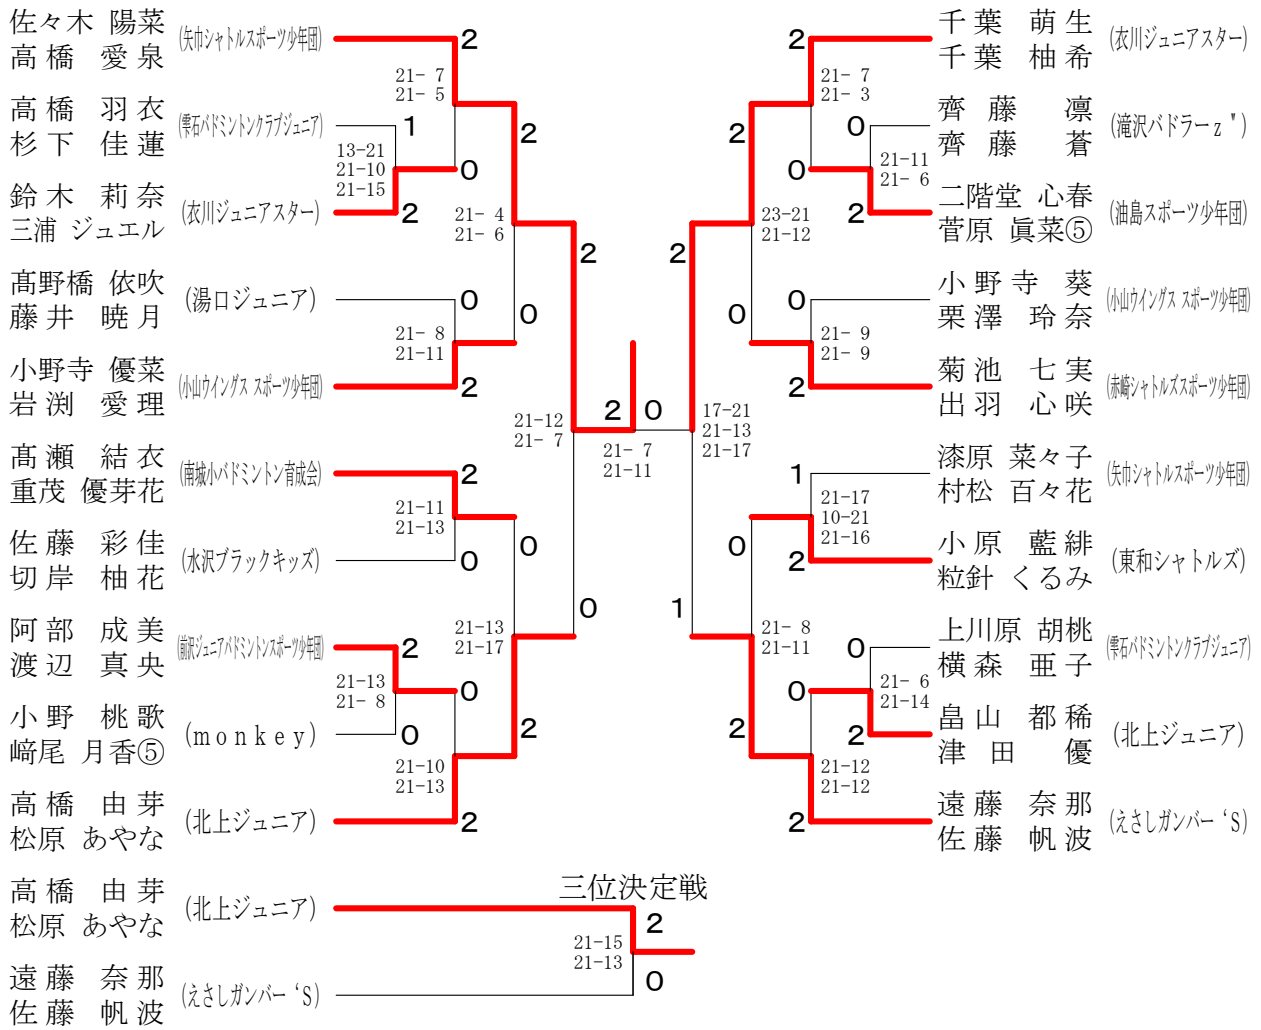 佐々木 陽菜
高橋 愛泉
(矢巾シャトルスポーツ少年団)
2
21- 7
21- 5
高橋 羽衣
杉下 佳蓮
(雫石バドミントンクラブジュニア)
1
13-21
21-10
21-15
0
2
鈴木 莉奈
三浦 ジュエル
(衣川ジュニアスター)
2
21- 4
21- 6
2
髙野橋 依吹
藤井 暁月
(湯口ジュニア)
0
0
21- 8
21-11
小野寺 優菜
岩渕 愛理
(小山ウイングス スポーツ少年団)
2
21-12
21- 7
髙瀬 結衣
重茂 優芽花
(南城小バドミントン育成会)
2
21-11
21-13
0
佐藤 彩佳
切岸 柚花
(水沢ブラックキッズ)
0
0
21-13
21-17
阿部 成美
渡辺 真央
(前沢ジュニアバドミントンスポーツ少年団)
2
21-13
21- 8
0
小野 桃歌
﨑尾 月香⑤
(monkey)
0
2
21-10
21-13
高橋 由芽
松原 あやな
(北上ジュニア)
2
2
0
21- 7
21-11
千葉 萌生
千葉 柚希
(衣川ジュニアスター)
2
21- 7
21- 3
齊藤 凛
齊藤 蒼
(滝沢バドラーz')
0
2
21-11
21- 6
0
二階堂 心春
菅原 眞菜⑤
(油島スポーツ少年団)
2
23-21
21-12
2
小野寺 葵
栗澤 玲奈
(小山ウイングス スポーツ少年団)
0
0
21- 9
21- 9
菊池 七実
出羽 心咲
(赤崎シャトルズスポーツ少年団)
2
17-21
21-13
21-17
漆原 菜々子
村松 百々花
(矢巾シャトルスポーツ少年団)
1
21-17
10-21
21-16
0
小原 藍緋
粒針 くるみ
(東和シャトルズ)
2
1
21- 8
21-11
上川原 胡桃
横森 亜子
(雫石バドミントンクラブジュニア)
0
21- 6
21-14
0
畠山 都稀
津田 優
(北上ジュニア)
2
2
21-12
21-12
遠藤 奈那
佐藤 帆波
(えさしガンバー‘S)
2
三位決定戦
高橋 由芽
松原 あやな
(北上ジュニア)
2
21-15
21-13
遠藤 奈那
佐藤 帆波
(えさしガンバー‘S)
0